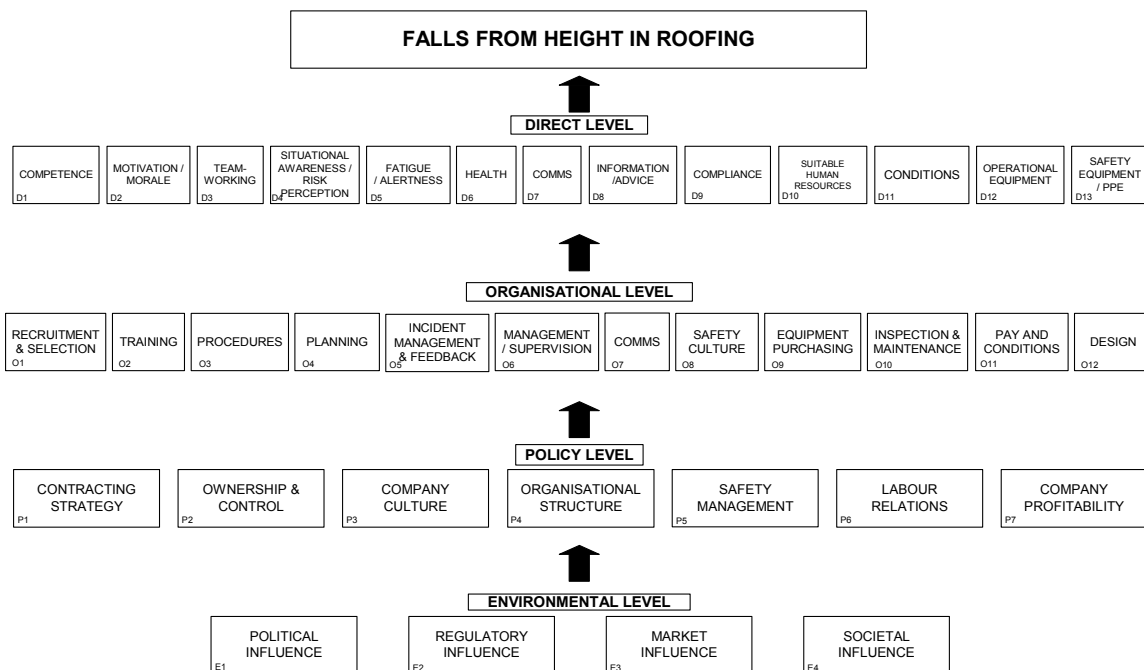 FALLS FROM HEIGHT IN ROOFING
DIRECT LEVEL
COMPETENCE
D1
MOTIVATION /
MORALE
D2
TEAM-
WORKING
D3
SITUATIONAL
AWARENESS /
RISK
PERCEPTION
D4
FATIGUE
/ ALERTNESS
D5
HEALTH
D6
COMMS
D7
INFORMATION
/ADVICE
D8
COMPLIANCE
D9
SUITABLE
HUMAN
RESOURCES
D10
CONDITIONS
D11
OPERATIONAL
EQUIPMENT
D12
SAFETY
EQUIPMENT
/ PPE
D13
ORGANISATIONAL LEVEL
RECRUITMENT
& SELECTION
O1
TRAINING
O2
PROCEDURES
O3
PLANNING
O4
INCIDENT
MANAGEMENT
& FEEDBACK
O5
MANAGEMENT
/ SUPERVISION
O6
COMMS
O7
SAFETY
CULTURE
O8
EQUIPMENT
PURCHASING
O9
INSPECTION &
MAINTENANCE
O10
PAY AND
CONDITIONS
O11
DESIGN
O12
POLICY LEVEL
CONTRACTING
STRATEGY
P1
OWNERSHIP &
CONTROL
P2
COMPANY
CULTURE
P3
ORGANISATIONAL
STRUCTURE
P4
SAFETY
MANAGEMENT
P5
LABOUR
RELATIONS
P6
COMPANY
PROFITABILITY
P7
ENVIRONMENTAL LEVEL
POLITICAL
INFLUENCE
E1
REGULATORY
INFLUENCE
E2
MARKET
INFLUENCE
E3
SOCIETAL
INFLUENCE
E4